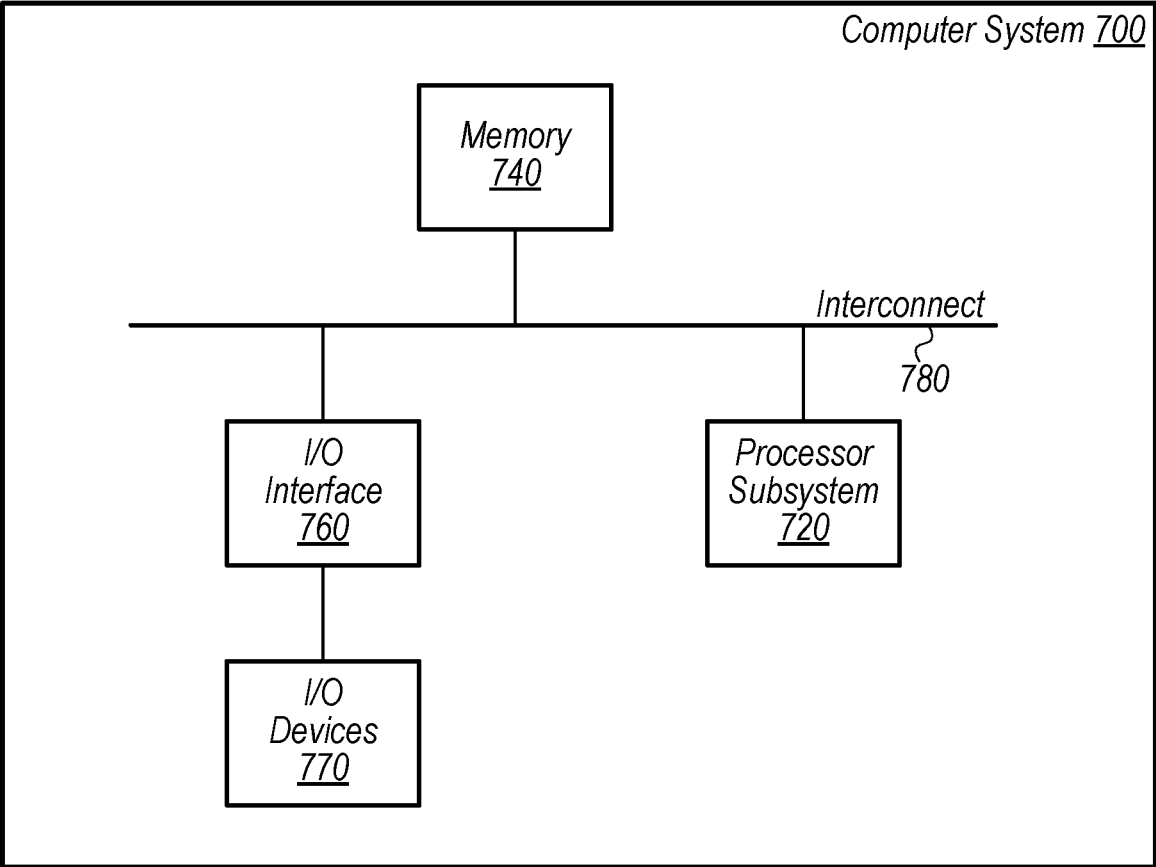 Computer System 700
Memory
740
Interconnect
780
I/O
Interface
760
Processor
Subsystem
720
I/O
Devices
770